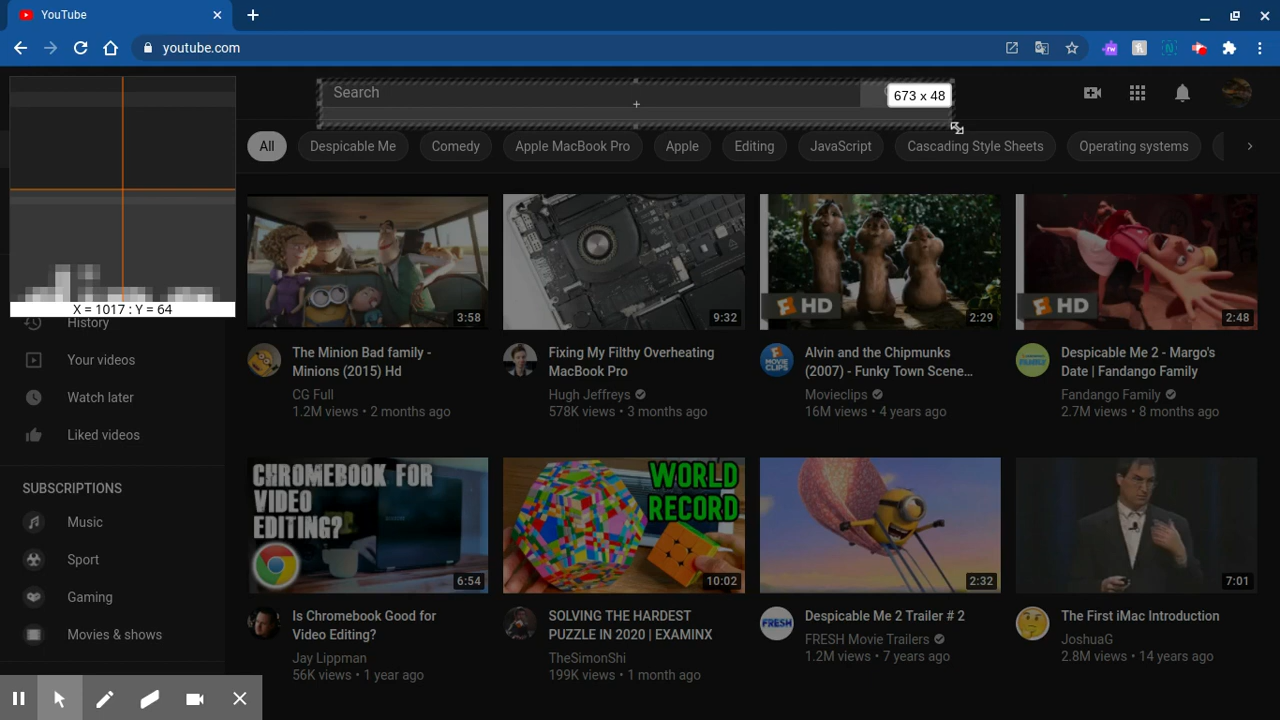 YouTube
youtube.com
Search
673 x 48
All
Despicable Me
Comedy
Apple MacBook Pro
Apple
Editing
JavaScript
Cascading Style Sheets
Operating systems
X = 1017 : Y = 64
History
Your videos
Watch later
Liked videos
SUBSCRIPTIONS
Music
Sport
Gaming
Movies & shows
3:58
The Minion Bad family -
Minions (2015) Hd
CG Full
1.2M views • 2 months ago
9:32
Fixing My Filthy Overheating
MacBook Pro
Hugh Jeffreys
578K views • 3 months ago
HD
2:29
MOVIE
CLIPS
Alvin and the Chipmunks
(2007) - Funky Town Scene…
Movieclips
16M views • 4 years ago
HD
2:48
Despicable Me 2 - Margo's
Date | Fandango Family
Fandango Family
2.7M views • 8 months ago
CHROMEBOOK FOR
VIDEO
EDITING?
6:54
Is Chromebook Good for
Video Editing?
Jay Lippman
56K views • 1 year ago
WORLD
RECORD
10:02
SOLVING THE HARDEST
PUZZLE IN 2020 | EXAMINX
TheSimonShi
199K views • 1 month ago
2:32
FRESH
Despicable Me 2 Trailer # 2
FRESH Movie Trailers
1.2M views • 7 years ago
7:01
The First iMac Introduction
JoshuaG
2.8M views • 14 years ago